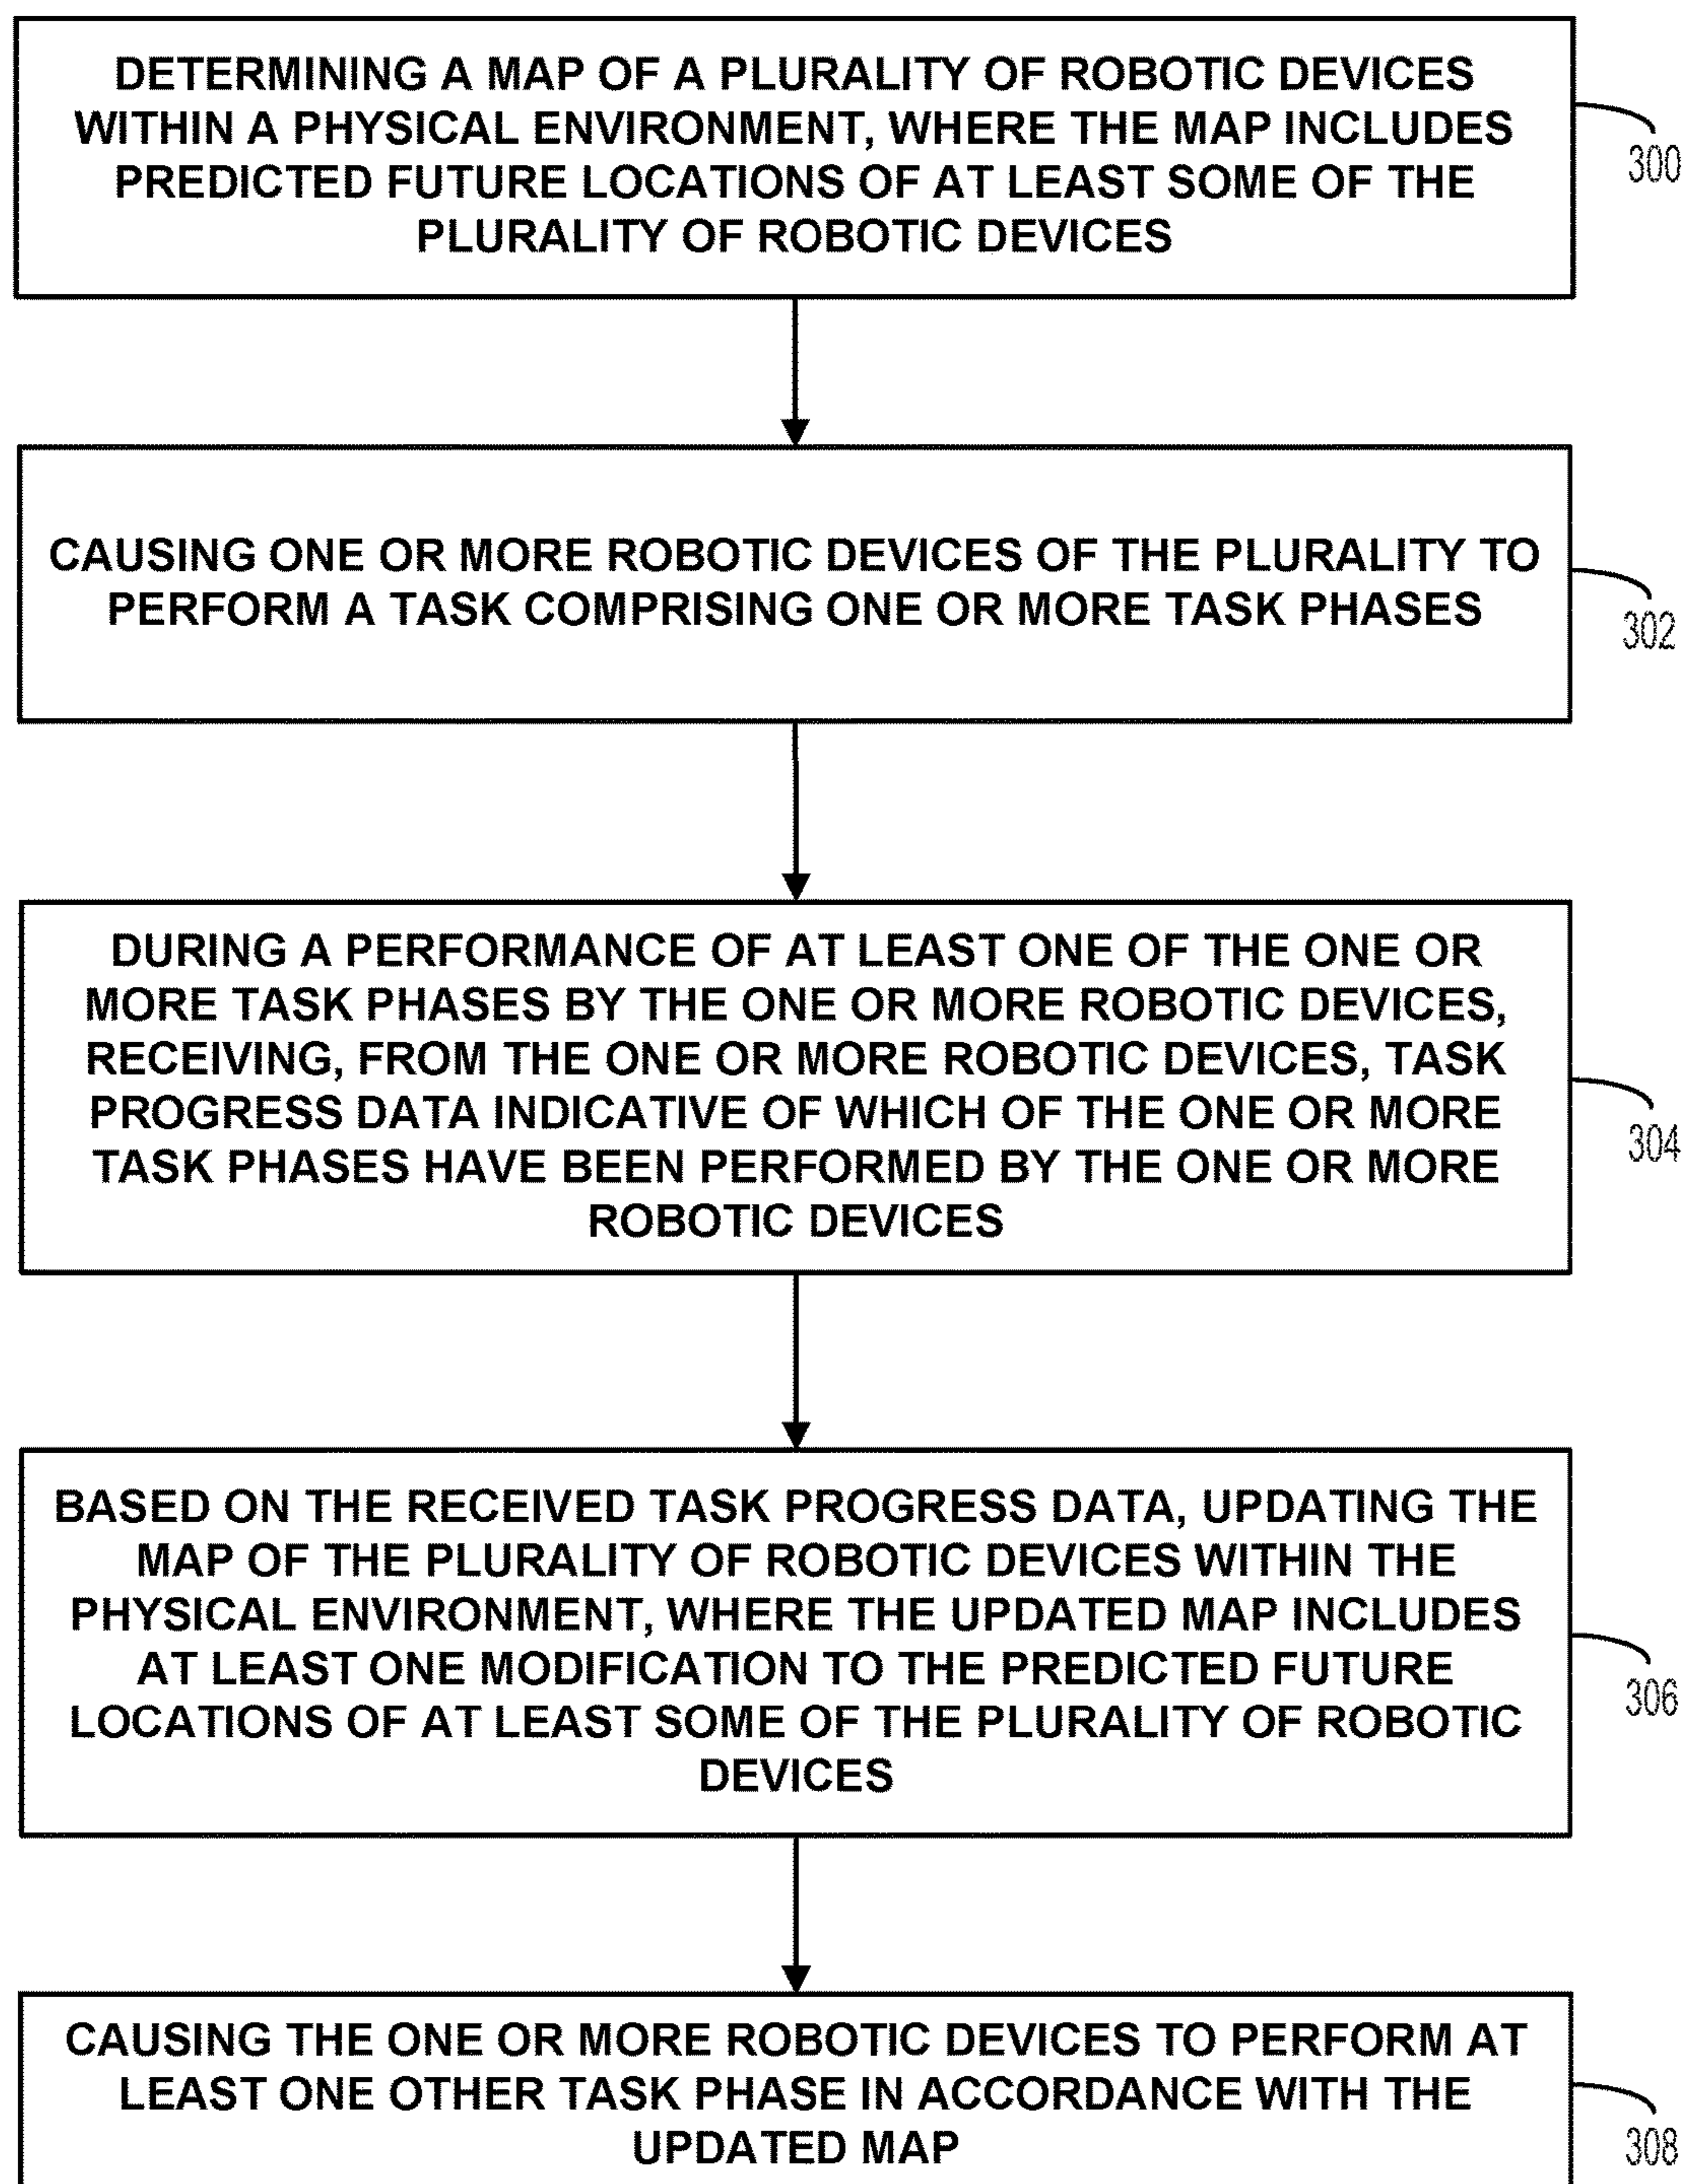 DETERMINING A MAP OF A PLURALITY OF ROBOTIC DEVICES
WITHIN A PHYSICAL ENVIRONMENT, WHERE THE MAP INCLUDES
PREDICTED FUTURE LOCATIONS OF AT LEAST SOME OF THE
PLURALITY OF ROBOTIC DEVICES
300
CAUSING ONE OR MORE ROBOTIC DEVICES OF THE PLURALITY TO
PERFORM A TASK COMPRISING ONE OR MORE TASK PHASES
302
DURING A PERFORMANCE OF AT LEAST ONE OF THE ONE OR
MORE TASK PHASES BY THE ONE OR MORE ROBOTIC DEVICES,
RECEIVING, FROM THE ONE OR MORE ROBOTIC DEVICES, TASK
PROGRESS DATA INDICATIVE OF WHICH OF THE ONE OR MORE
TASK PHASES HAVE BEEN PERFORMED BY THE ONE OR MORE
ROBOTIC DEVICES
304
BASED ON THE RECEIVED TASK PROGRESS DATA, UPDATING THE
MAP OF THE PLURALITY OF ROBOTIC DEVICES WITHIN THE
PHYSICAL ENVIRONMENT, WHERE THE UPDATED MAP INCLUDES
AT LEAST ONE MODIFICATION TO THE PREDICTED FUTURE
LOCATIONS OF AT LEAST SOME OF THE PLURALITY OF ROBOTIC
DEVICES
306
CAUSING THE ONE OR MORE ROBOTIC DEVICES TO PERFORM AT
LEAST ONE OTHER TASK PHASE IN ACCORDANCE WITH THE
UPDATED MAP
308